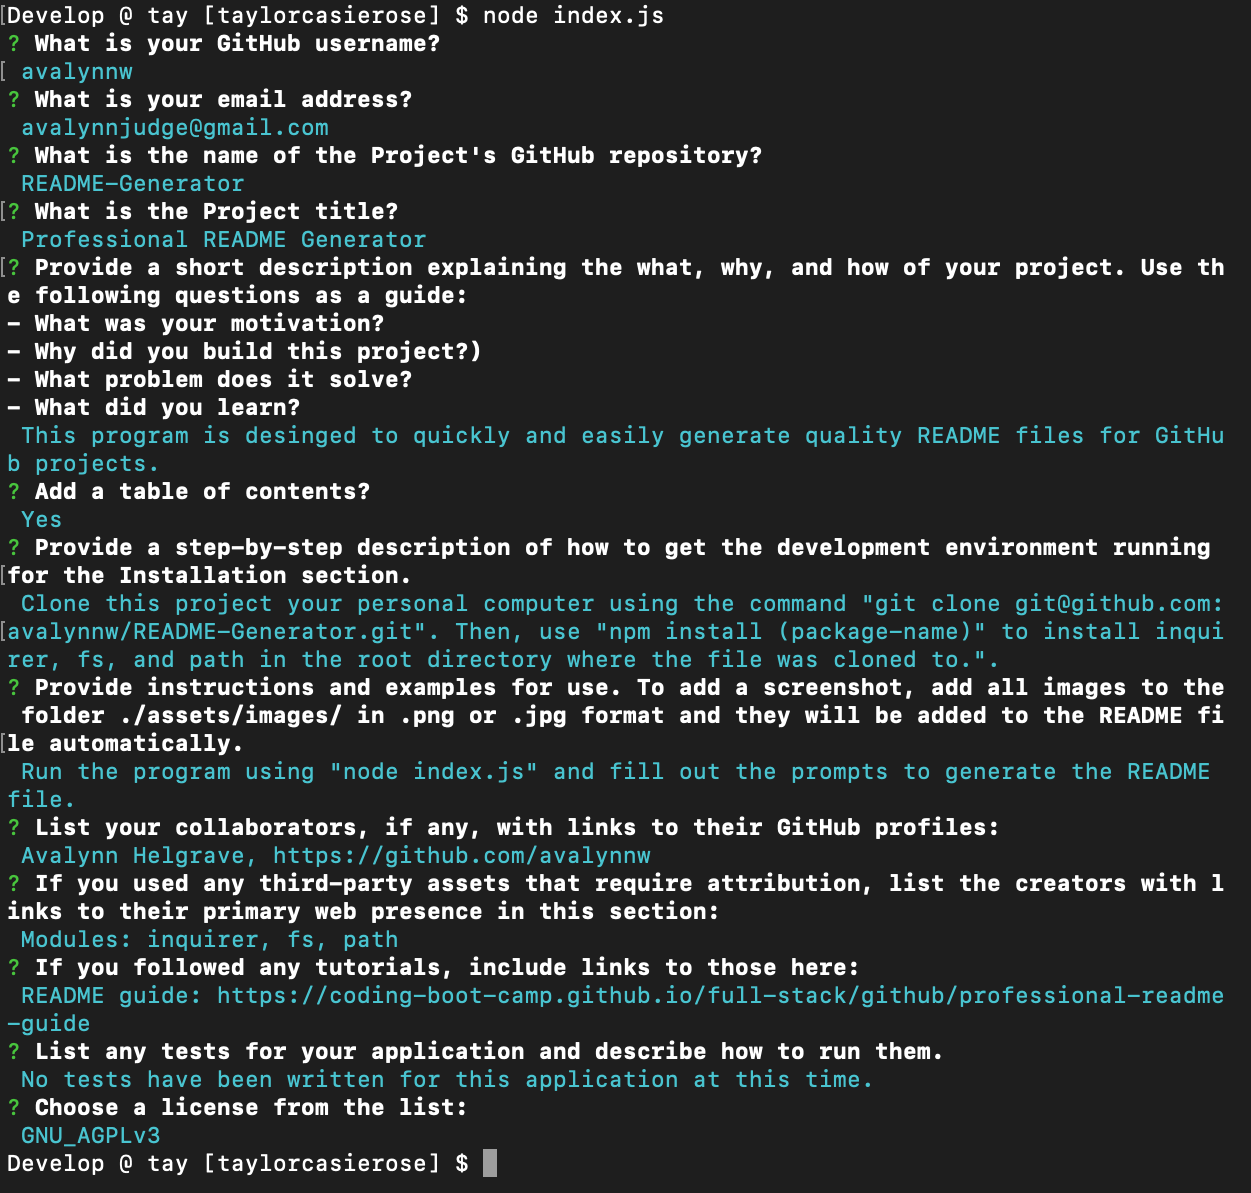 [Develop @ tay [taylorcasierose] $ node index.js
? What is your GitHub username?
[ avalynnw
? What is your email address?
avalynnjudge@gmail.com
? What is the name of the Project's GitHub repository?
README-Generator
[? What is the Project title?
Professional README Generator
[? Provide a short description explaining the what, why, and how of your project. Use th
e following questions as a guide:
- What was your motivation?
- Why did you build this project?)
- What problem does it solve?
- What did you learn?
This program is desinged to quickly and easily generate quality README files for GitHu
b projects.
? Add a table of contents?
Yes
? Provide a step-by-step description of how to get the development environment running
[for the Installation section.
Clone this project your personal computer using the command "git clone git@github.com:
[avalynnw/README-Generator.git". Then, use "npm install (package-name)" to install inqui
rer, fs, and path in the root directory where the file was cloned to.".
? Provide instructions and examples for use. To add a screenshot, add all images to the
folder ./assets/images/ in .png or .jpg format and they will be added to the README fi
[le automatically.
Run the program using "node index.js" and fill out the prompts to generate the README
file.
? List your collaborators, if any, with links to their GitHub profiles:
Avalynn Helgrave, https://github.com/avalynnw
? If you used any third-party assets that require attribution, list the creators with l
inks to their primary web presence in this section:
Modules: inquirer, fs, path
? If you followed any tutorials, include links to those here:
README guide: https://coding-boot-camp.github.io/full-stack/github/professional-readme
-guide
? List any tests for your application and describe how to run them.
No tests have been written for this application at this time.
? Choose a license from the list:
GNU_AGPLv3
Develop @ tay [taylorcasierose] $